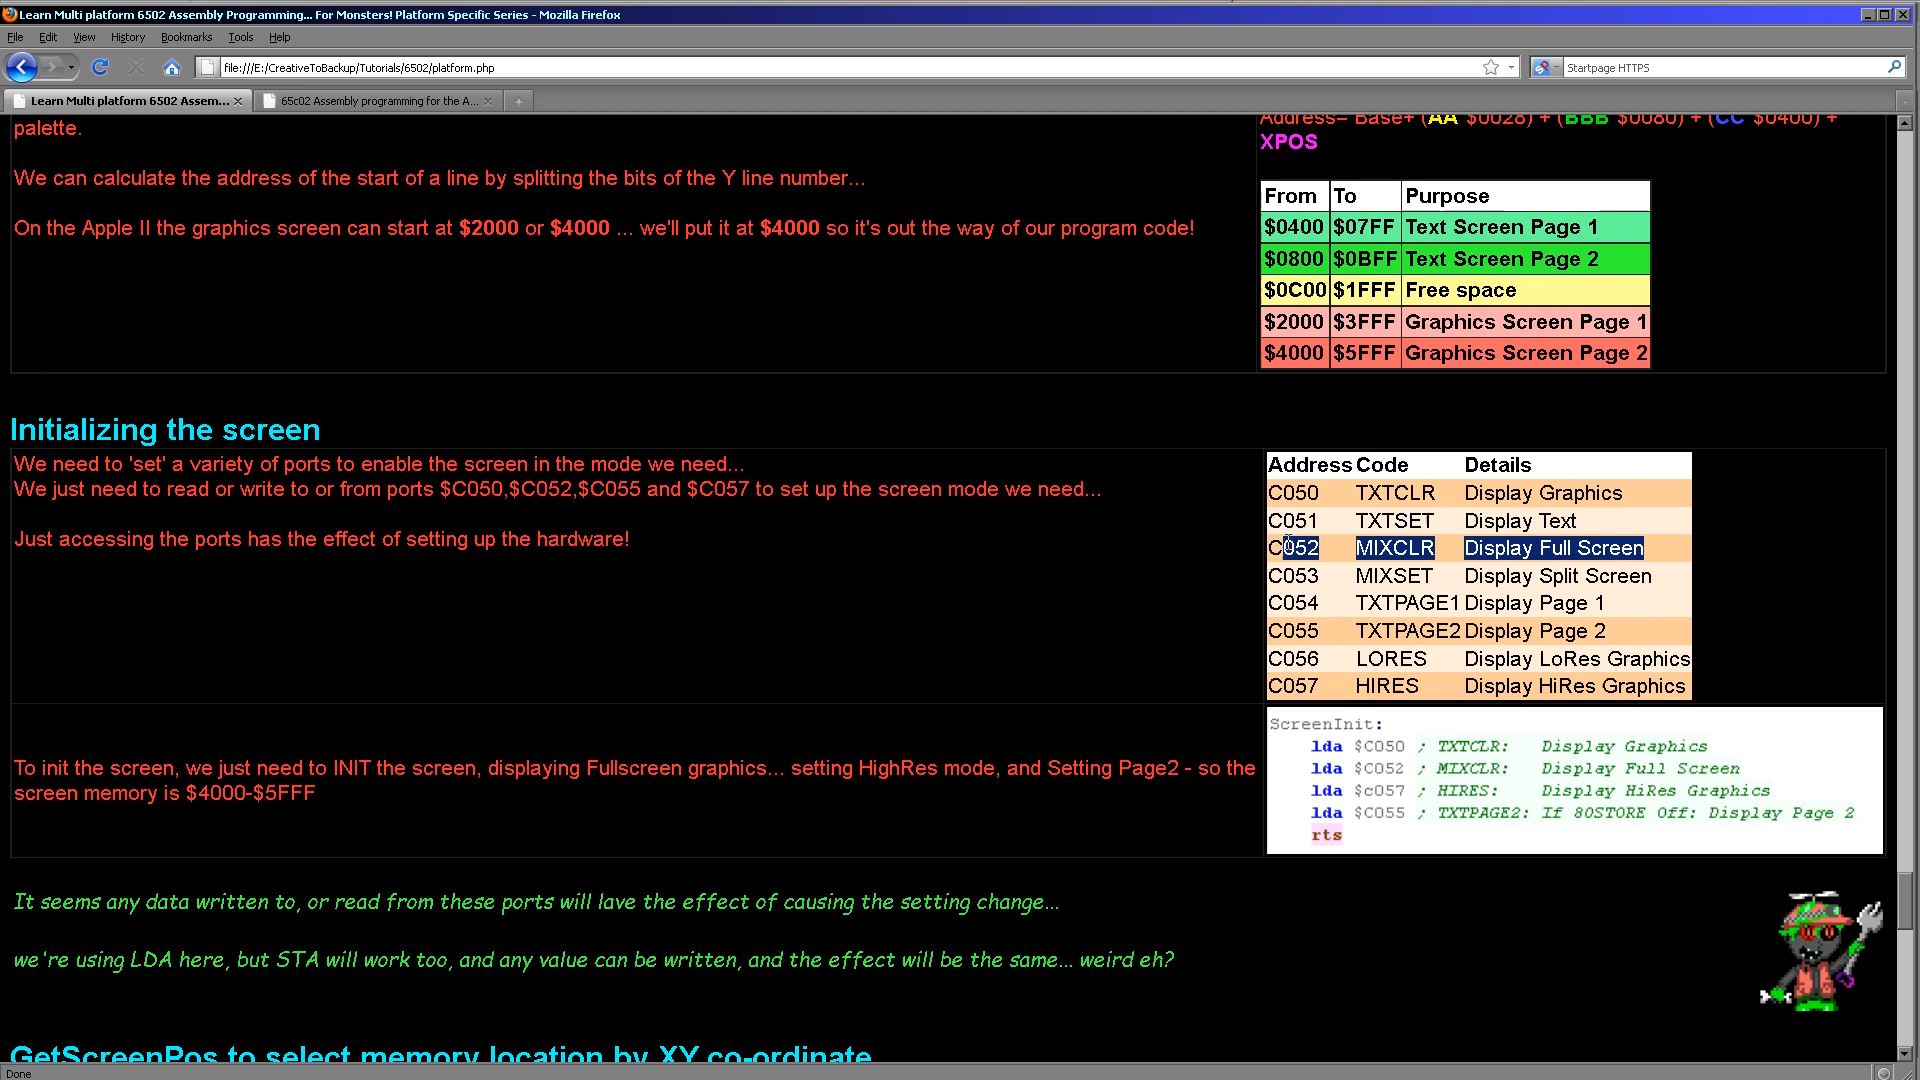 Learn Multi platform 6502 Assembly Programming... For Monsters! Platform Specific Series - Mozilla Firefox
File Edit View History Bookmarks Tools Help
file:///E:/CreativeToBackup/Tutorials/6502/platform.php
Startpage HTTPS
Learn Multi platform 6502 Assem...
65c02 Assembly programming for the A...
palette.
We can calculate the address of the start of a line by splitting the bits of the Y line number...
On the Apple II the graphics screen can start at $2000 or $4000 ... we'll put it at $4000 so it's out the way of our program code!
Address= Base+ (AA * $0028) + (BBB * $0080) + (CC * $0400) +
XPOS
From To Purpose
$0400 $07FF Text Screen Page 1
$0800 $0BFF Text Screen Page 2
$0C00 $1FFF Free space
$2000 $3FFF Graphics Screen Page 1
$4000 $5FFF Graphics Screen Page 2
Initializing the screen
We need to 'set' a variety of ports to enable the screen in the mode we need...
We just need to read or write to or from ports $C050,$C052,$C055 and $C057 to set up the screen mode we need...
Just accessing the ports has the effect of setting up the hardware!
Address Code Details
C050 TXTCLR Display Graphics
C051 TXTSET Display Text
C052 MIXCLR Display Full Screen
C053 MIXSET Display Split Screen
C054 TXTPAGE1 Display Page 1
C055 TXTPAGE2 Display Page 2
C056 LORES Display LoRes Graphics
C057 HIRES Display HiRes Graphics
To init the screen, we just need to INIT the screen, displaying Fullscreen graphics... setting HighRes mode, and Setting Page2 - so the
screen memory is $4000-$5FFF
ScreenInit:
lda $C050 ; TXTCLR: Display Graphics
lda $C052 ; MIXCLR: Display Full Screen
lda $c057 ; HIRES: Display HiRes Graphics
lda $C055 ; TXTPAGE2: If 80STORE Off: Display Page 2
rts
It seems any data written to, or read from these ports will lave the effect of causing the setting change...
we're using LDA here, but STA will work too, and any value can be written, and the effect will be the same... weird eh?
GetScreenPos to select memory location by XY co-ordinate
Done